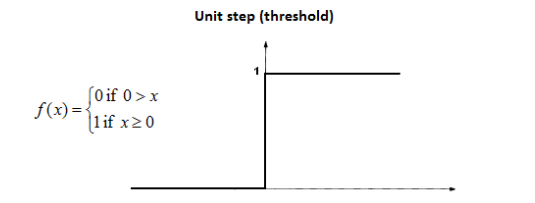 Unit step (threshold)
1
f(x) = {0 if 0 > x
1 if x ≥ 0